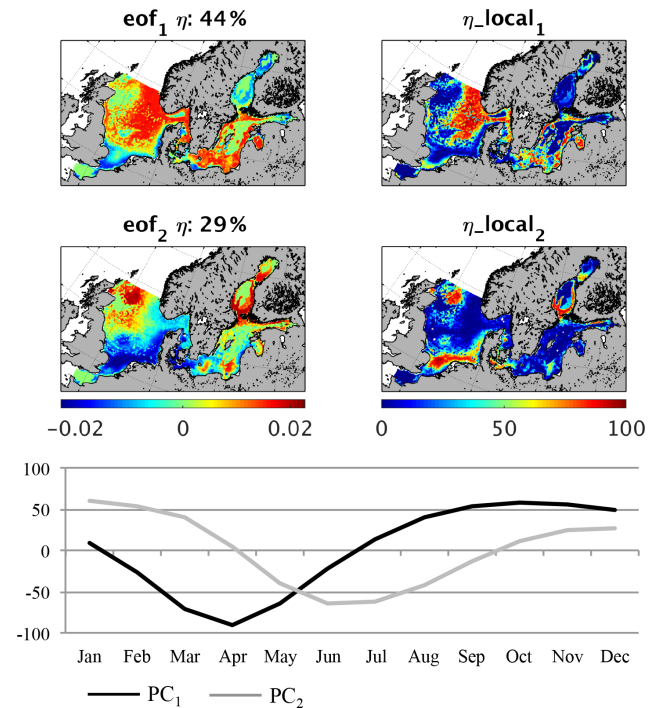 eof1 η: 44%
η_local1
eof2 η: 29%
η_local2
−0.02 0 0.02
0 50 100
100
50
0
-50
-100
Jan Feb Mar Apr May Jun Jul Aug Sep Oct Nov Dec
PC1 PC2